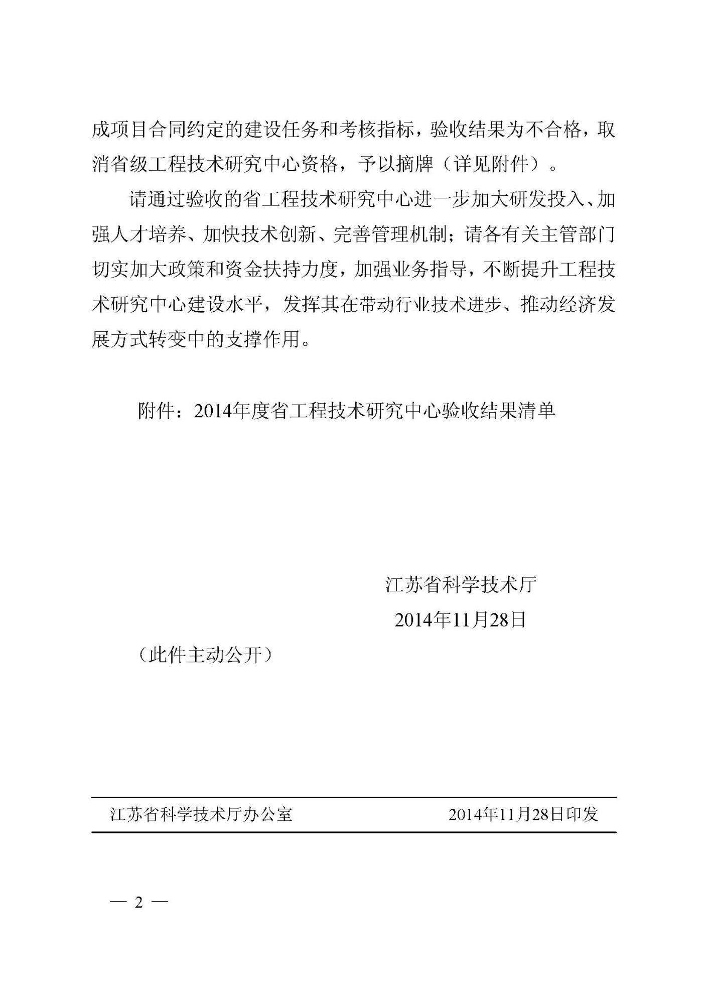 成项目合同约定的建设任务和考核指标，验收结果为不合格，取
消省级工程技术研究中心资格，予以摘牌（详见附件）。
请通过验收的省工程技术研究中心进一步加大研发投入、加
强人才培养、加快技术创新、完善管理机制；请各有关主管部门
切实加大政策和资金扶持力度，加强业务指导，不断提升工程技
术研究中心建设水平，发挥其在带动行业技术进步、推动经济发
展方式转变中的支撑作用。
附件：2014年度省工程技术研究中心验收结果清单
江苏省科学技术厅
2014年11月28日
（此件主动公开）
江苏省科学技术厅办公室 2014年11月28日印发
— 2 —